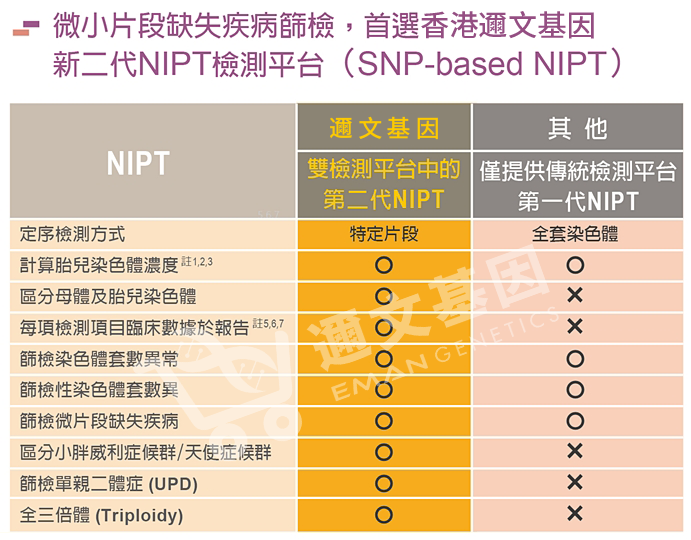 微小片段缺失疾病篩檢，首選香港邇文基因
新二代NIPT檢測平台（SNP-based NIPT）
NIPT
邇文基因
其他
雙檢測平台中的
第二代NIPT
僅提供傳統檢測平台
第一代NIPT
定序檢測方式 特定片段 全套染色體
計算胎兒染色體濃度 註1,2,3 O O
區分母體及胎兒染色體 O ×
每項檢測項目臨床數據於報告 註5,6,7 O ×
篩檢染色體套數異常 O O
篩檢性染色體套數異 O O
篩檢微片段缺失疾病 O O
區分小胖威利症候群/天使症候群 O ×
篩檢單親二體症 (UPD) O ×
全三倍體 (Triploidy) O ×
邇文基因
EMAN GENETICS